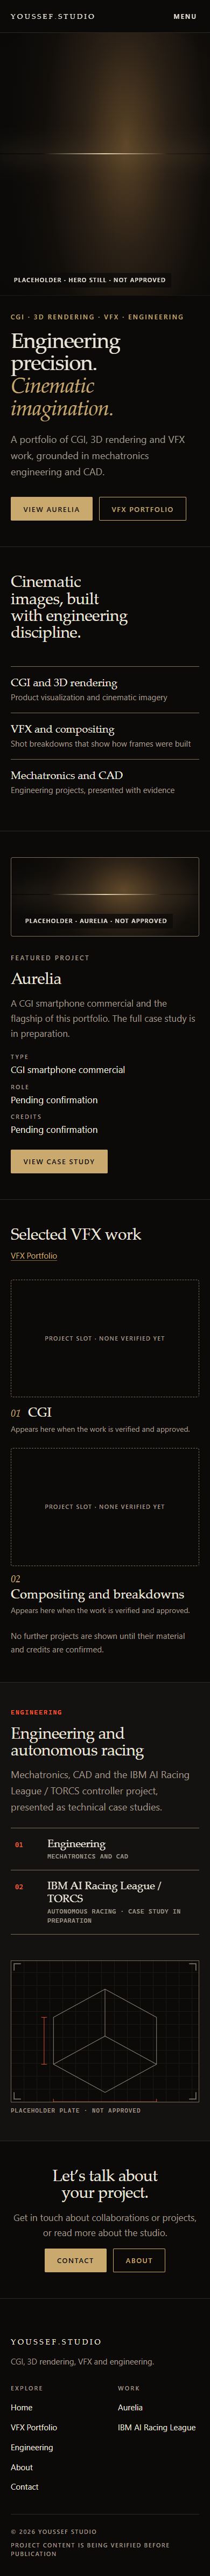 YOUSSEF.STUDIO
MENU
PLACEHOLDER - HERO STILL - NOT APPROVED
CGI · 3D RENDERING · VFX · ENGINEERING
Engineering
precision.
Cinematic
imagination.
A portfolio of CGI, 3D rendering and VFX
work, grounded in mechatronics
engineering and CAD.
VIEW AURELIA
VFX PORTFOLIO
Cinematic
images, built
with engineering
discipline.
CGI and 3D rendering
Product visualization and cinematic imagery
VFX and compositing
Shot breakdowns that show how frames were built
Mechatronics and CAD
Engineering projects, presented with evidence
PLACEHOLDER - AURELIA - NOT APPROVED
FEATURED PROJECT
Aurelia
A CGI smartphone commercial and the
flagship of this portfolio. The full case study is
in preparation.
TYPE
CGI smartphone commercial
ROLE
Pending confirmation
CREDITS
Pending confirmation
VIEW CASE STUDY
Selected VFX work
VFX Portfolio
PROJECT SLOT · NONE VERIFIED YET
01 CGI
Appears here when the work is verified and approved.
PROJECT SLOT · NONE VERIFIED YET
02
Compositing and breakdowns
Appears here when the work is verified and approved.
No further projects are shown until their material
and credits are confirmed.
ENGINEERING
Engineering and
autonomous racing
Mechatronics, CAD and the IBM AI Racing
League / TORCS controller project,
presented as technical case studies.
01 Engineering
MECHATRONICS AND CAD
02 IBM AI Racing League /
TORCS
AUTONOMOUS RACING · CASE STUDY IN
PREPARATION
PLACEHOLDER PLATE · NOT APPROVED
Let's talk about
your project.
Get in touch about collaborations or projects,
or read more about the studio.
CONTACT
ABOUT
YOUSSEF.STUDIO
CGI, 3D rendering, VFX and engineering.
EXPLORE
Home
VFX Portfolio
Engineering
About
Contact
WORK
Aurelia
IBM AI Racing League
© 2026 YOUSSEF STUDIO
PROJECT CONTENT IS BEING VERIFIED BEFORE
PUBLICATION